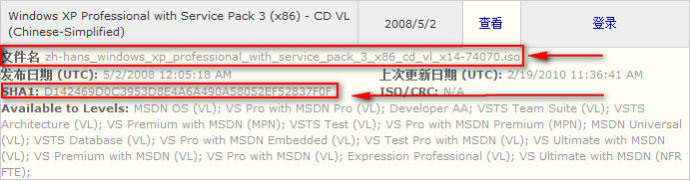 Windows XP Professional with Service Pack 3 (x86) - CD VL (Chinese-Simplified) 2008/5/2 查看 登录
文件名 zh-hans_windows_xp_professional_with_service_pack_3_x86_cd_vl_x14-74070.iso
发布日期 (UTC): 5/2/2008 12:05:18 AM 上次更新日期 (UTC): 2/19/2010 11:36:41 AM
SHA1: D142469D0C3953D8E4A6A490A58052EF52837F0F ISO/CRC: N/A
Available to Levels: MSDN OS (VL); VS Pro with MSDN Pro (VL); Developer AA; VSTS Team Suite (VL); VSTS
Architecture (VL); VS Premium with MSDN (MPN); VSTS Test (VL); VS Pro with MSDN Premium (MPN); MSDN Universal
(VL); VSTS Database (VL); VS Pro with MSDN Embedded (VL); VS Test Pro with MSDN (VL); VS Ultimate with MSDN
(VL); VS Premium with MSDN (VL); VS Pro with MSDN (VL); Expression Professional (VL); VS Ultimate with MSDN (NFR
FTE);